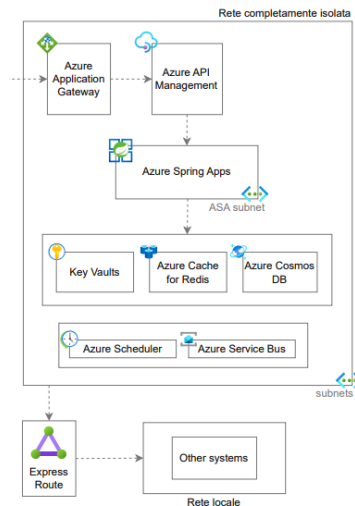 Rete completamente isolata
Azure
Application
Gateway
Azure API
Management
Azure Spring Apps
ASA subnet
Key Vaults
Azure Cache
for Redis
Azure Cosmos
DB
Azure Scheduler
Azure Service Bus
subnets
Express
Route
Other systems
Rete locale